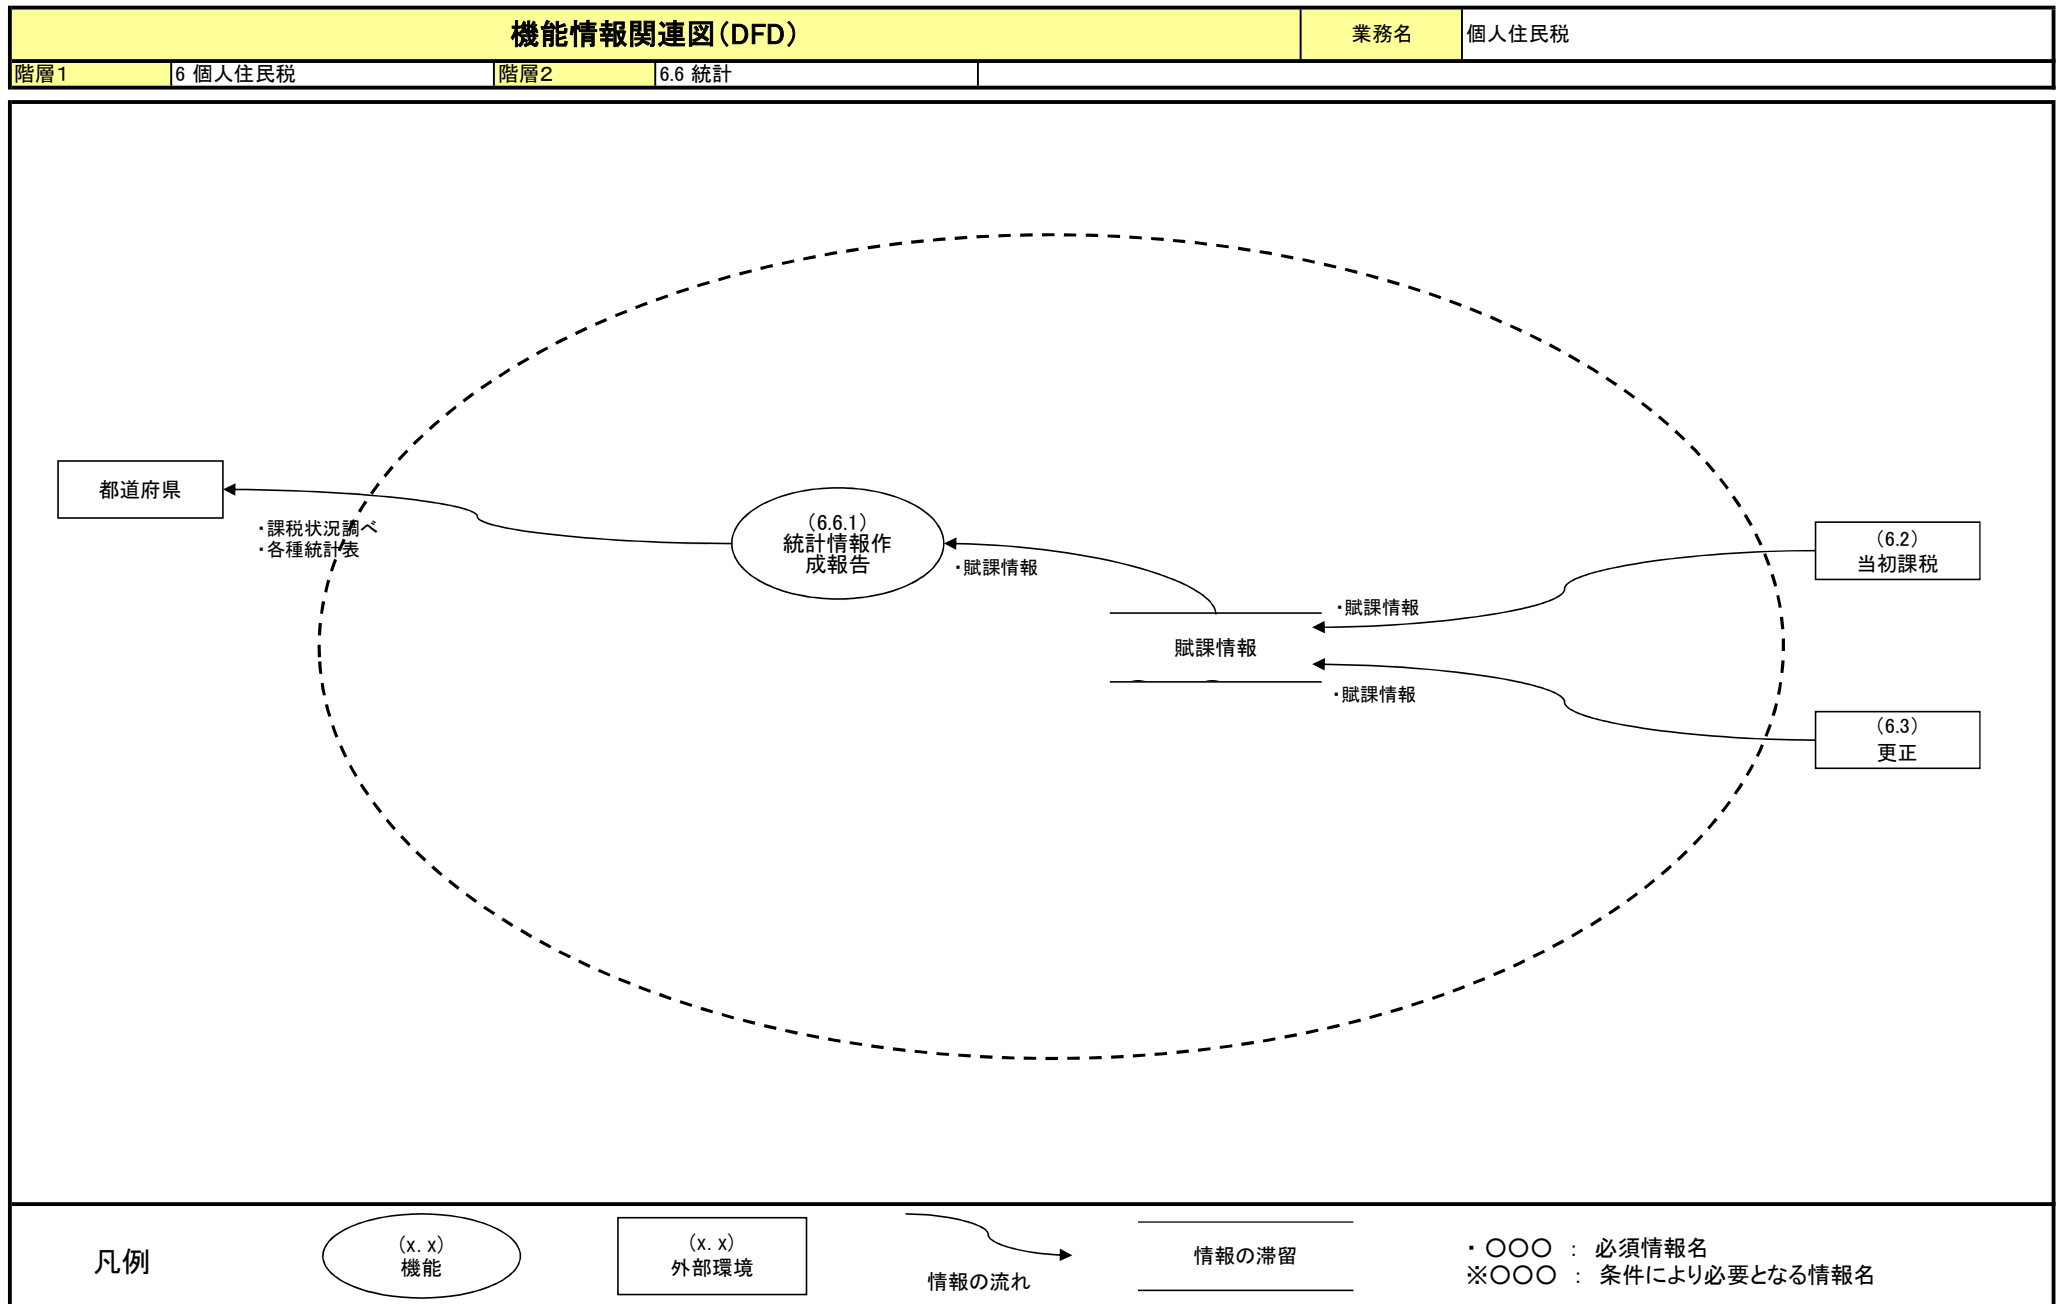 機能情報関連図(DFD)
業務名
個人住民税
階層1
6 個人住民税
階層2
6.6 統計
都道府県
・課税状況調べ
・各種統計表
(6.6.1)
統計情報作
成報告
・賦課情報
(6.2)
当初課税
・賦課情報
賦課情報
・賦課情報
(6.3)
更正
凡例
(x. x)
機能
(x. x)
外部環境
情報の流れ
情報の滞留
・ 〇〇〇 : 必須情報名
※〇〇〇 : 条件により必要となる情報名